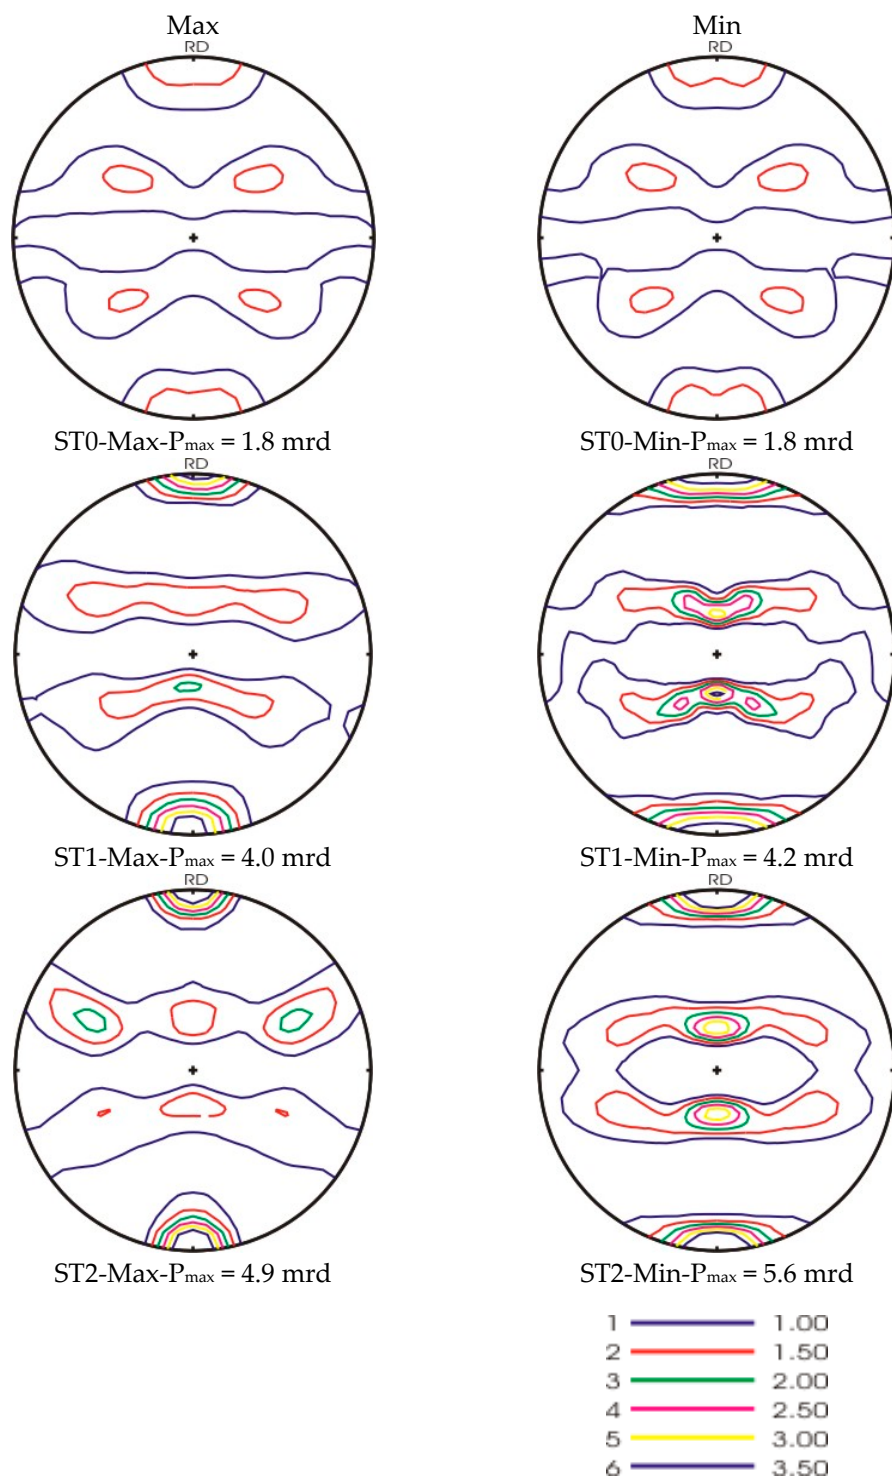 Max Min
RD RD
ST0-Max-Pmax = 1.8 mrd ST0-Min-Pmax = 1.8 mrd
RD RD
ST1-Max-Pmax = 4.0 mrd ST1-Min-Pmax = 4.2 mrd
RD RD
ST2-Max-Pmax = 4.9 mrd ST2-Min-Pmax = 5.6 mrd
1 1.00
2 1.50
3 2.00
4 2.50
5 3.00
6 3.50